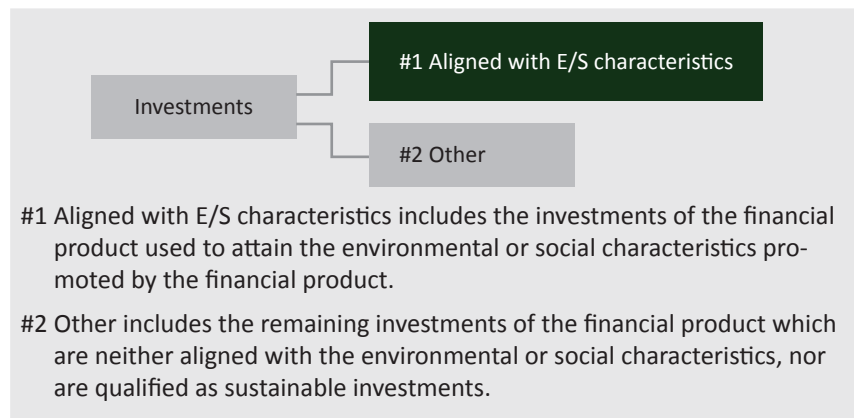 #1 Aligned with E/S characteristics
Investments
#2 Other
#1 Aligned with E/S characteristics includes the investments of the financial
product used to attain the environmental or social characteristics pro-
moted by the financial product.
#2 Other includes the remaining investments of the financial product which
are neither aligned with the environmental or social characteristics, nor
are qualified as sustainable investments.